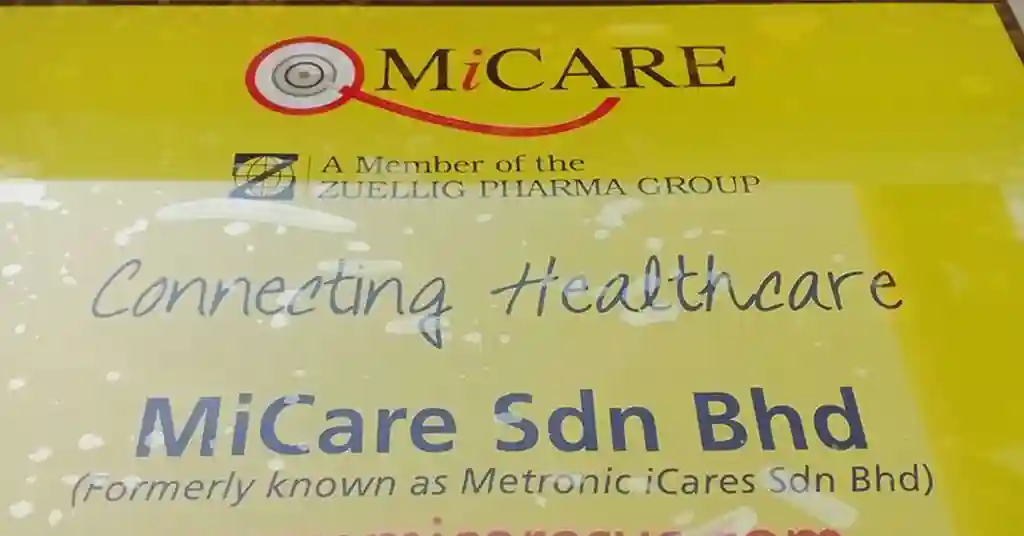 MiCARE
A Member of the
ZUELLIG PHARMA GROUP
Connecting Healthcare
MiCare Sdn Bhd
(Formerly known as Metronic iCares Sdn Bhd)